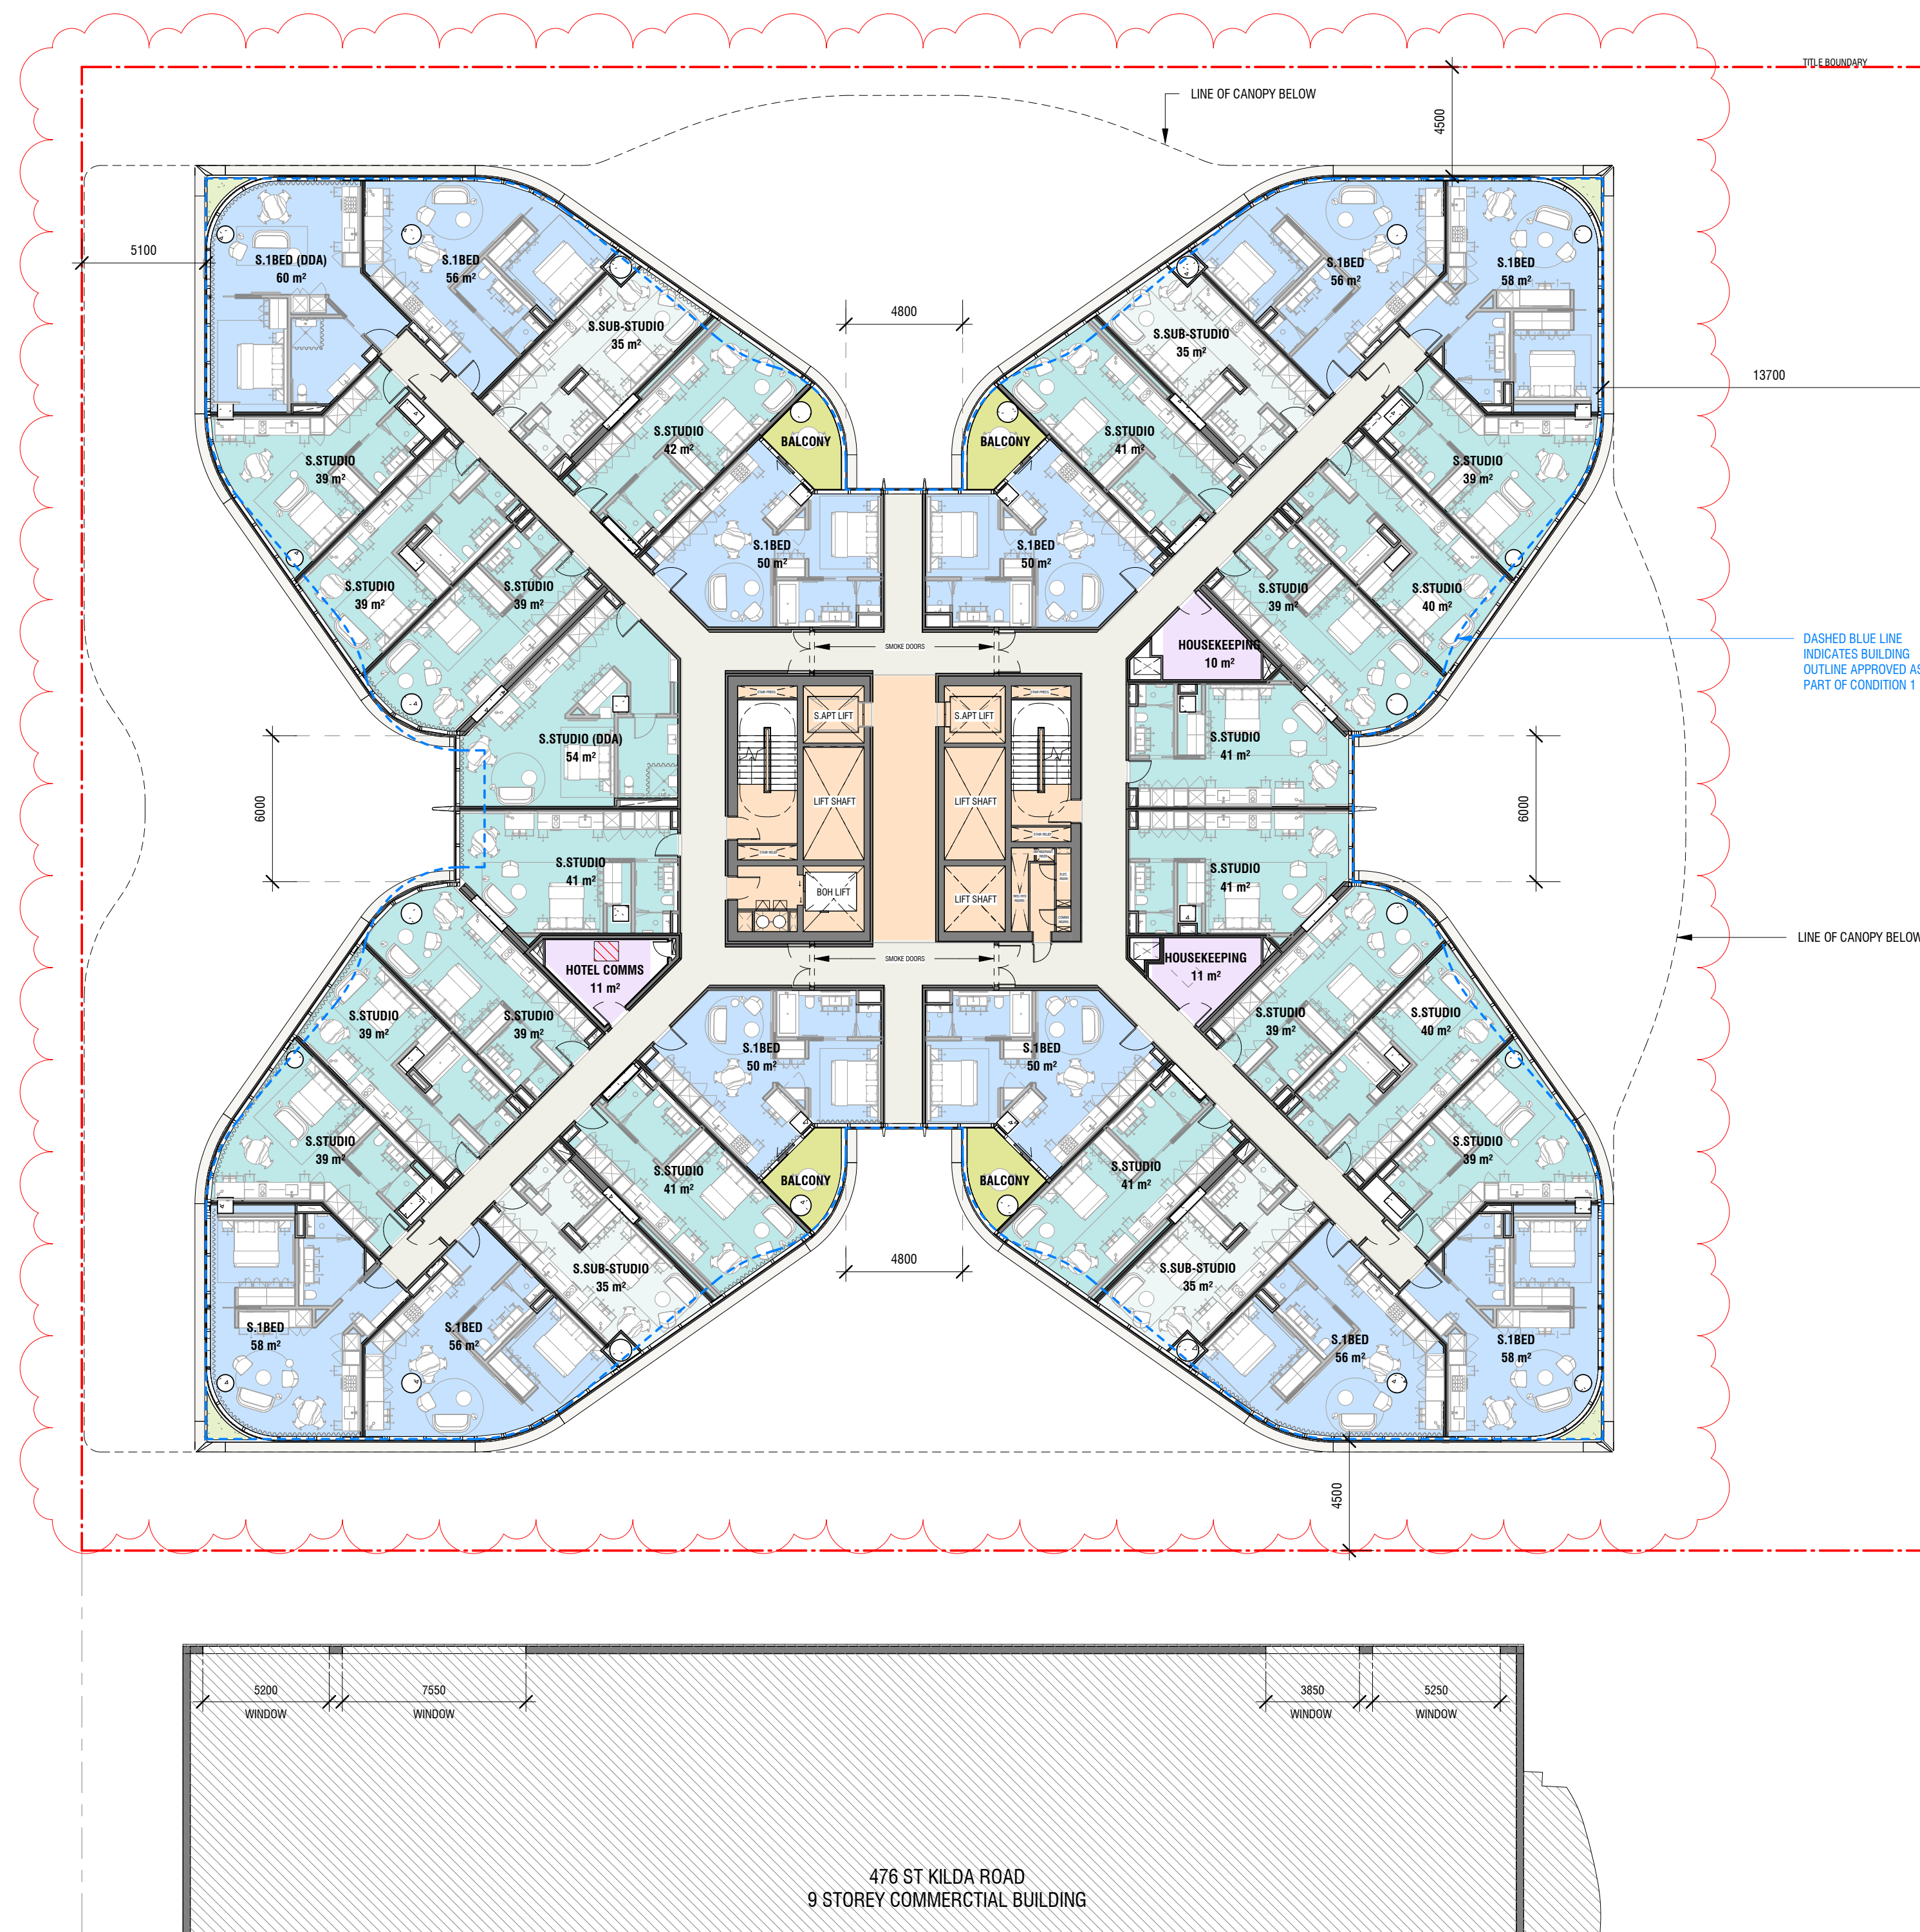 TITLE BOUNDARY
LINE OF CANOPY BELOW
4500
5100
S.1BED (DDA)
60 m²
S.1BED
56 m²
S.1BED
56 m²
S.1BED
58 m²
4800
S.SUB-STUDIO
35 m²
S.SUB-STUDIO
35 m²
13700
S.STUDIO
42 m²
BALCONY
BALCONY
S.STUDIO
41 m²
S.STUDIO
39 m²
S.STUDIO
39 m²
S.1BED
50 m²
S.1BED
50 m²
S.STUDIO
39 m²
S.STUDIO
39 m²
S.STUDIO
39 m²
S.STUDIO
40 m²
SMOKE DOORS
HOUSEKEEPING
10 m²
DASHED BLUE LINE
INDICATES BUILDING
OUTLINE APPROVED AS
PART OF CONDITION 1
STAIR PRESS
STAIR PRESS
S.APT LIFT
S.APT LIFT
S.STUDIO (DDA)
54 m²
S.STUDIO
41 m²
6000
LIFT SHAFT
LIFT SHAFT
6000
STAIR RELIEF
STAIR RELIEF
S.STUDIO
41 m²
S.STUDIO
41 m²
BOH LIFT
LIFT SHAFT
LINE OF CANOPY BELOW
HOTEL COMMS
11 m²
SMOKE DOORS
HOUSEKEEPING
11 m²
S.STUDIO
39 m²
S.STUDIO
39 m²
S.STUDIO
39 m²
S.STUDIO
40 m²
S.1BED
50 m²
S.1BED
50 m²
S.STUDIO
39 m²
S.STUDIO
41 m²
BALCONY
BALCONY
S.STUDIO
41 m²
S.STUDIO
39 m²
4800
S.SUB-STUDIO
35 m²
S.SUB-STUDIO
35 m²
S.1BED
58 m²
S.1BED
56 m²
S.1BED
56 m²
S.1BED
58 m²
4500
5200
WINDOW
7550
WINDOW
3850
WINDOW
5250
WINDOW
476 ST KILDA ROAD
9 STOREY COMMERCTIAL BUILDING